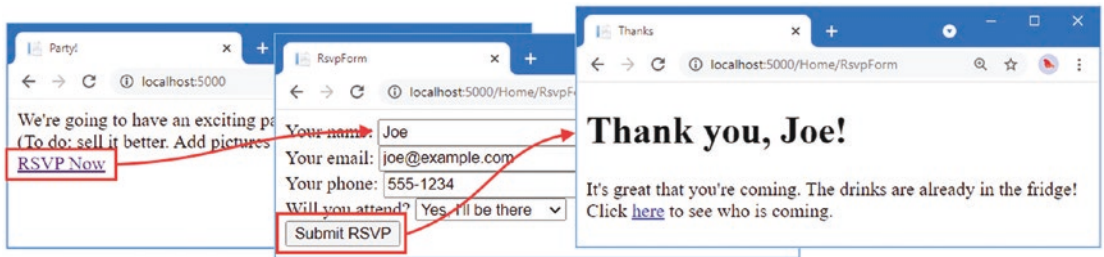 Party!
localhost:5000
We're going to have an exciting pa
(To do: sell it better. Add pictures
RSVP Now
RsvpForm
localhost:5000/Home/RsvpF
Your name: Joe
Your email: joe@example.com
Your phone: 555-1234
Will you attend? Yes, I'll be there
Submit RSVP
Thanks
localhost:5000/Home/RsvpForm
Thank you, Joe!
It's great that you're coming. The drinks are already in the fridge!
Click here to see who is coming.